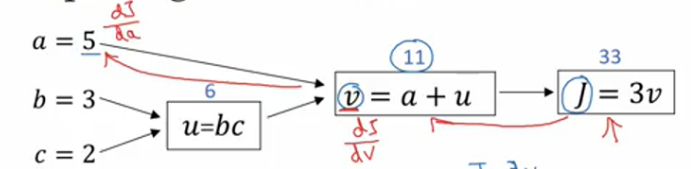 dJ/da
a = 5
11
33
b = 3
6
v = a + u
J = 3v
u=bc
dJ/dv
c = 2